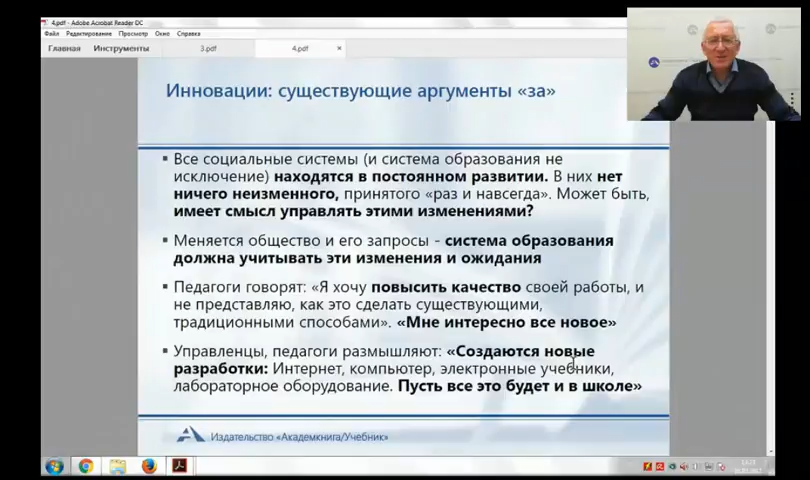 4.pdf - Adobe Acrobat Reader DC
Файл Редактирование Просмотр Окно Справка
Главная Инструменты 3.pdf 4.pdf ×
Инновации: существующие аргументы «за»
▪ Все социальные системы (и система образования не
исключение) находятся в постоянном развитии. В них нет
ничего неизменного, принятого «раз и навсегда». Может быть,
имеет смысл управлять этими изменениями?
▪ Меняется общество и его запросы - система образования
должна учитывать эти изменения и ожидания
▪ Педагоги говорят: «Я хочу повысить качество своей работы, и
не представляю, как это сделать существующими,
традиционными способами». «Мне интересно все новое»
▪ Управленцы, педагоги размышляют: «Создаются новые
разработки: Интернет, компьютер, электронные учебники,
лабораторное оборудование. Пусть все это будет и в школе»
Издательство «Академкнига/Учебник»